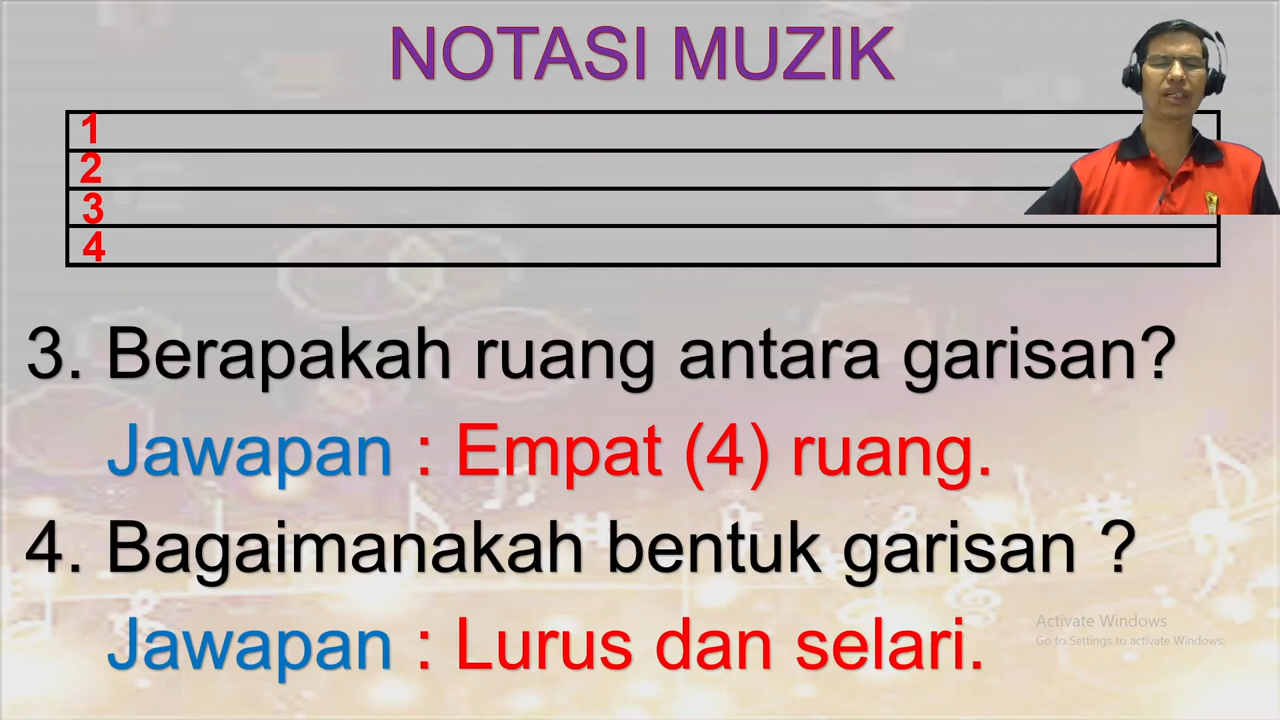 NOTASI MUZIK
1
2
3
4
3. Berapakah ruang antara garisan?
Jawapan : Empat (4) ruang.
4. Bagaimanakah bentuk garisan ?
Jawapan : Lurus dan selari.
Activate Windows
Go to Settings to activate Windows.